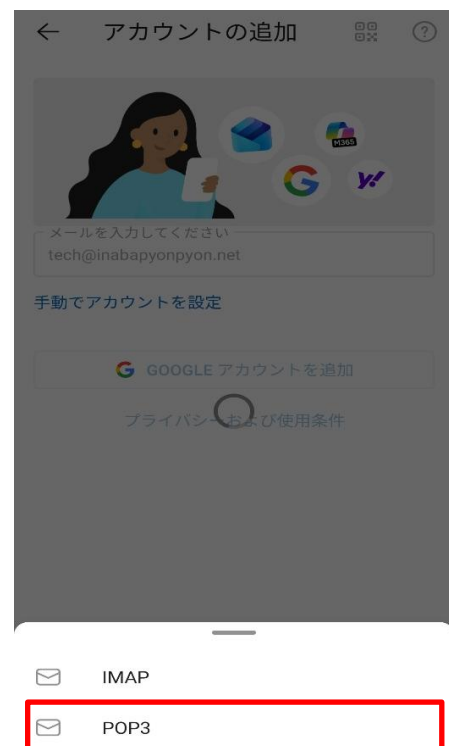 アカウントの追加
M365
メールを入力してください
tech@inabapyonpyon.net
手動でアカウントを設定
GOOGLE アカウントを追加
プライバシーおよび使用条件
IMAP
POP3